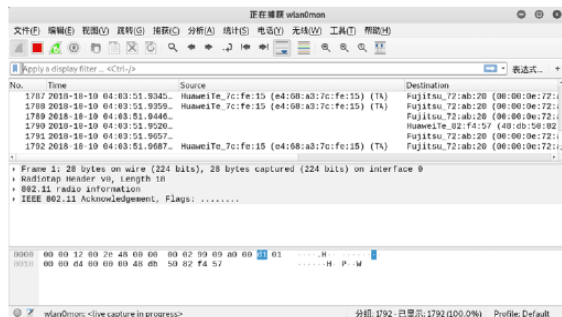 正在捕获 wlan0mon
文件(F) 编辑(E) 视图(V) 跳转(G) 捕获(C) 分析(A) 统计(S) 电话(Y) 无线(W) 工具(T) 帮助(H)
Apply a display filter ... <Ctrl-/> 表达式... +
No. Time Source Destination
1787 2018-10-10 04:03:51.9345… HuaweiTe_7c:fe:15 (e4:68:a3:7c:fe:15) (TA) Fujitsu_72:ab:20 (00:00:0e:72:
1788 2018-10-10 04:03:51.9359… HuaweiTe_7c:fe:15 (e4:68:a3:7c:fe:15) (TA) Fujitsu_72:ab:20 (00:00:0e:72:
1789 2018-10-10 04:03:51.9446… Fujitsu_72:ab:20 (00:00:0e:72:
1790 2018-10-10 04:03:51.9520… HuaweiTe_82:f4:57 (48:db:50:82
1791 2018-10-10 04:03:51.9657… Fujitsu_72:ab:20 (00:00:0e:72:
1792 2018-10-10 04:03:51.9687… HuaweiTe_7c:fe:15 (e4:68:a3:7c:fe:15) (TA) Fujitsu_72:ab:20 (00:00:0e:72:
Frame 1: 28 bytes on wire (224 bits), 28 bytes captured (224 bits) on interface 0
Radiotap Header v0, Length 18
802.11 radio information
IEEE 802.11 Acknowledgement, Flags: ........
0000 00 00 12 00 2e 48 00 00 00 02 99 09 a0 00 d1 01 .....H.. ........
0010 00 00 d4 00 00 00 48 db 50 82 f4 57 ......H. P..W
wlan0mon: <live capture in progress> 分组: 1792 · 已显示: 1792 (100.0%) Profile: Default